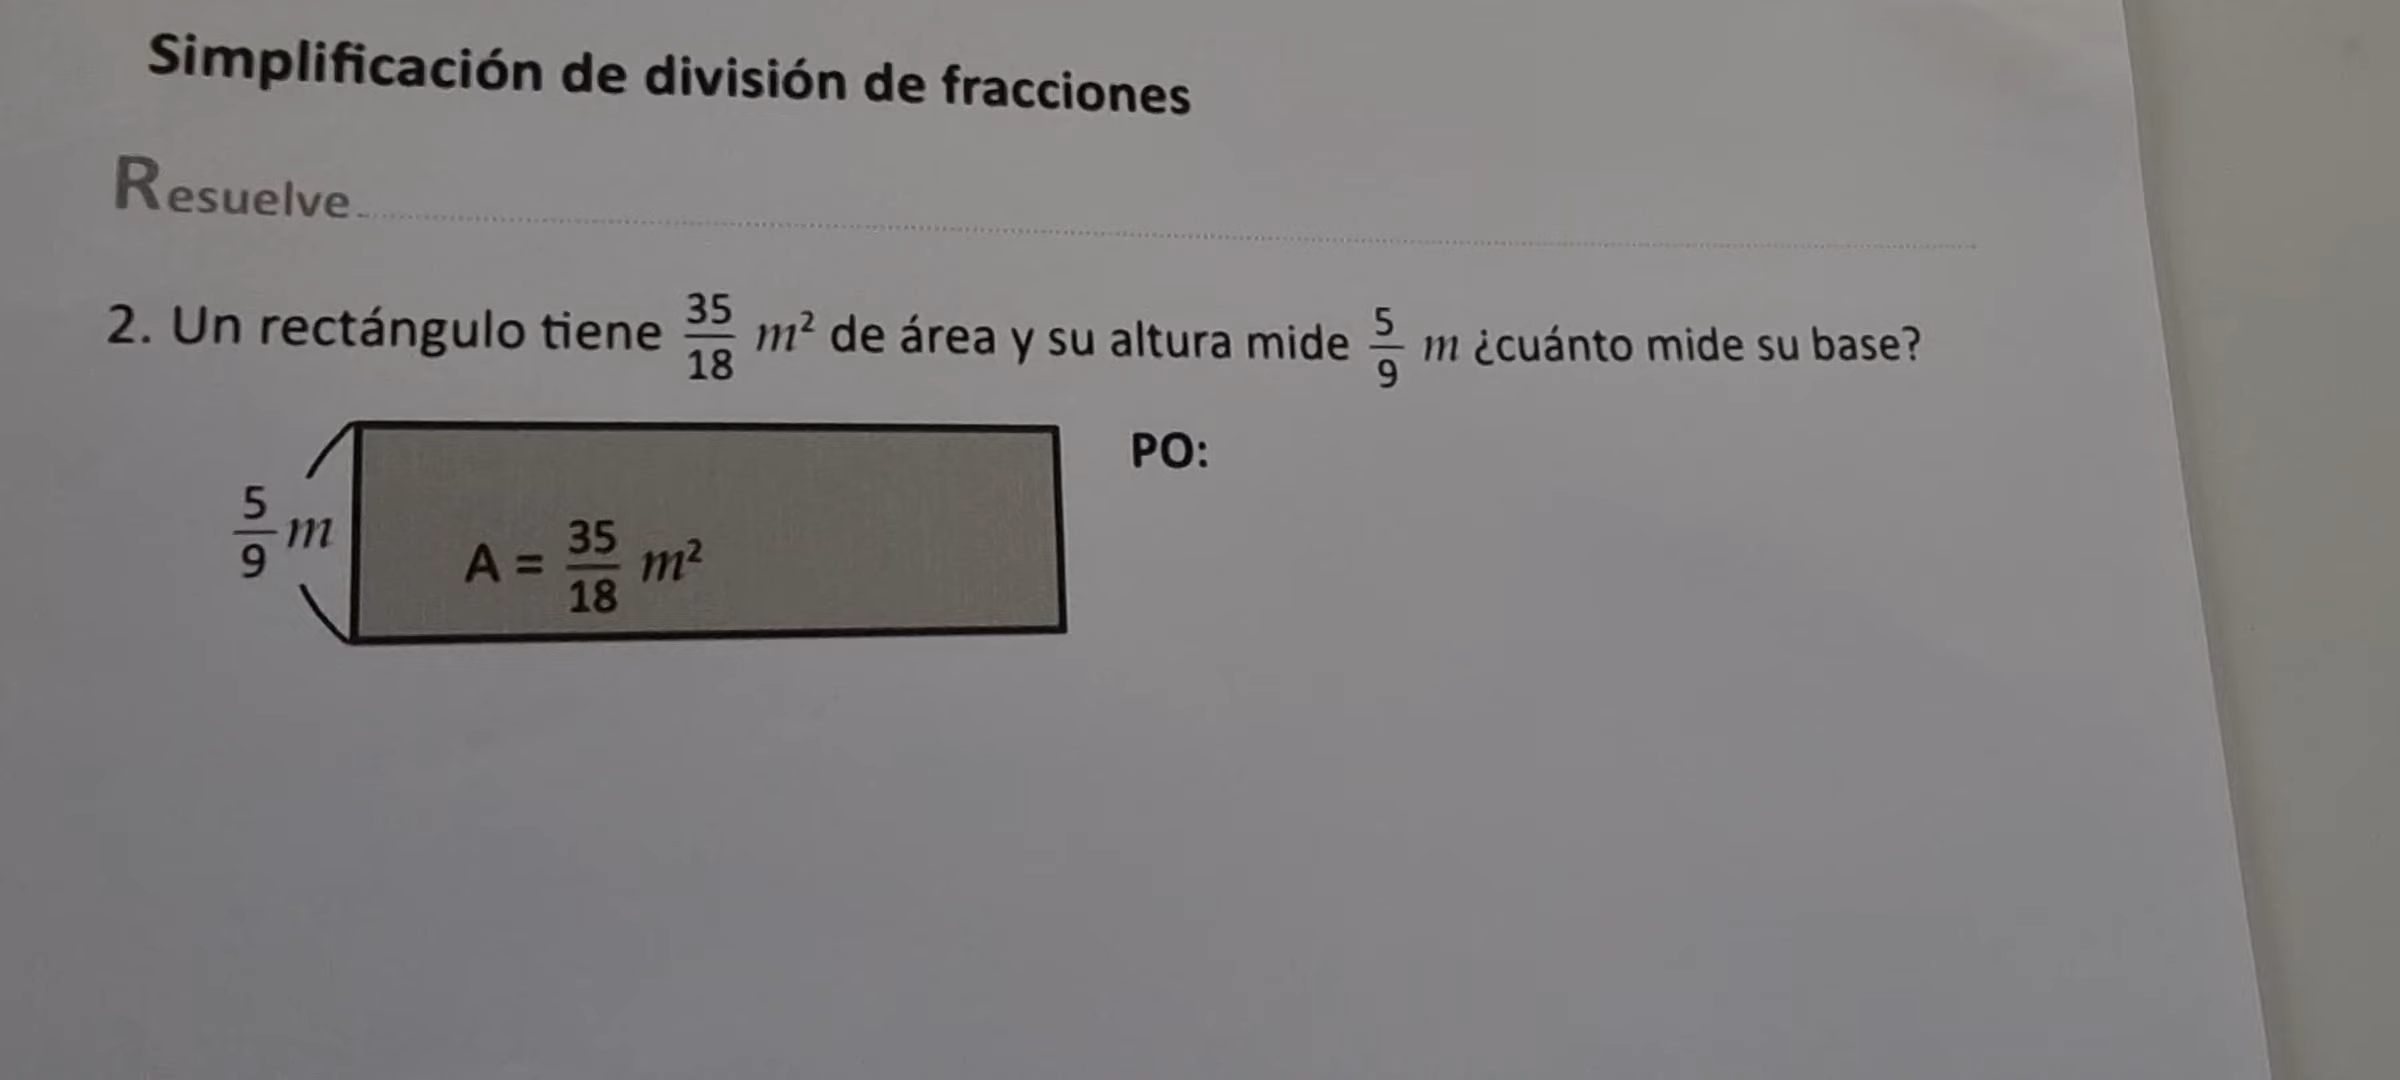 Simplificación de división de fracciones
Resuelve
2. Un rectángulo tiene 35/18 m² de área y su altura mide 5/9 m ¿cuánto mide su base?
PO:
5/9 m
A = 35/18 m²